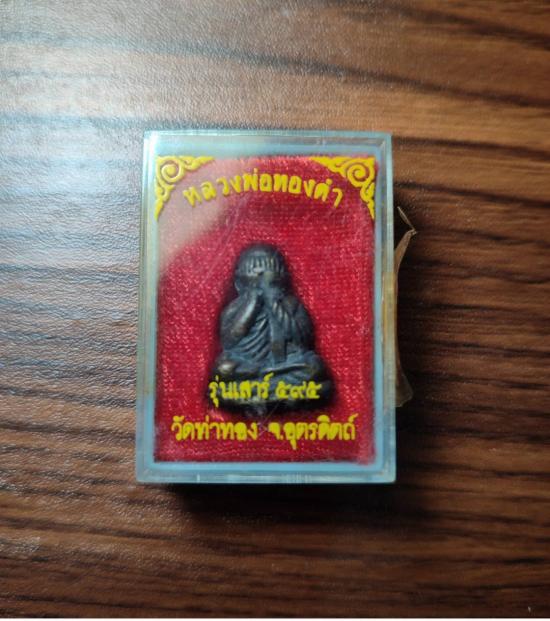 หลวงพ่อทองดำ
รุ่นเสาร์ ๕๙๕
วัดท่าทอง จ.อุตรดิตถ์